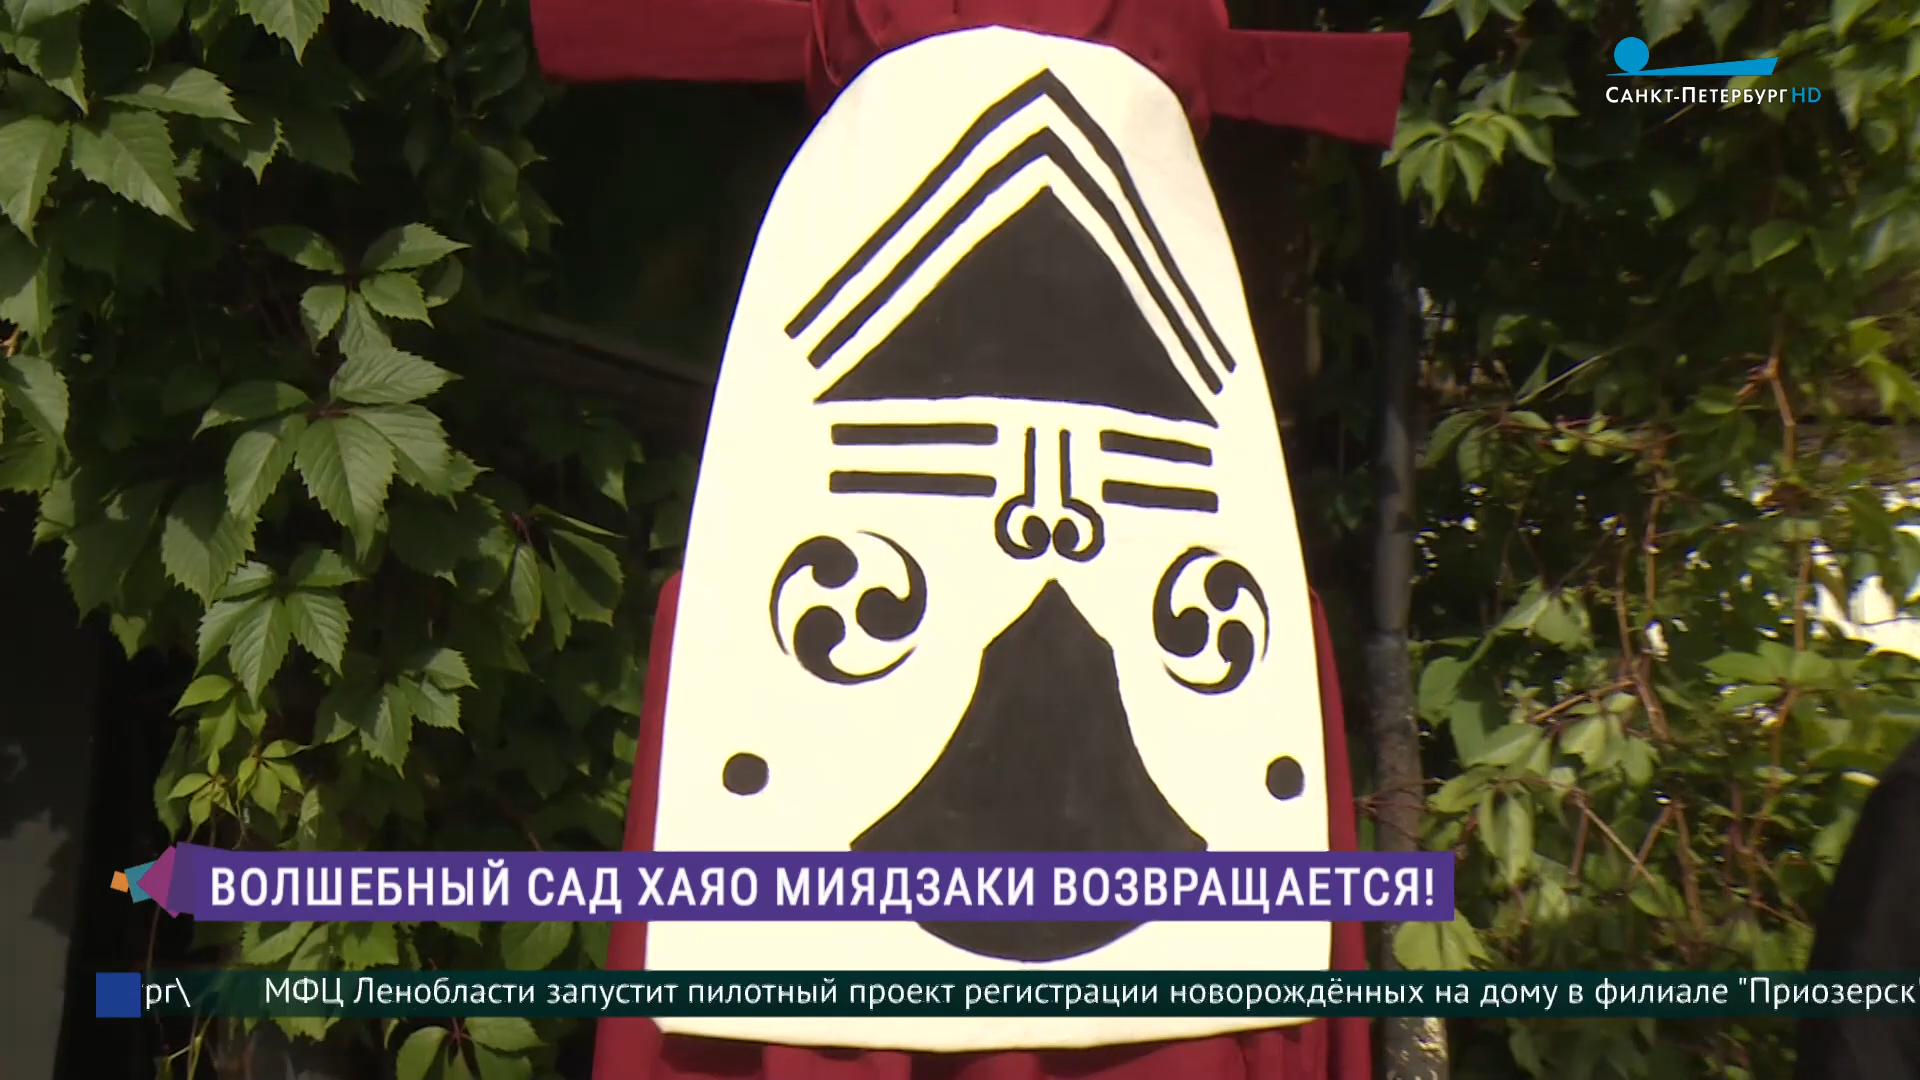 Санкт-Петербург HD
ВОЛШЕБНЫЙ САД ХАЯО МИЯДЗАКИ ВОЗВРАЩАЕТСЯ!
рг\ МФЦ Ленобласти запустит пилотный проект регистрации новорождённых на дому в филиале "Приозерск"